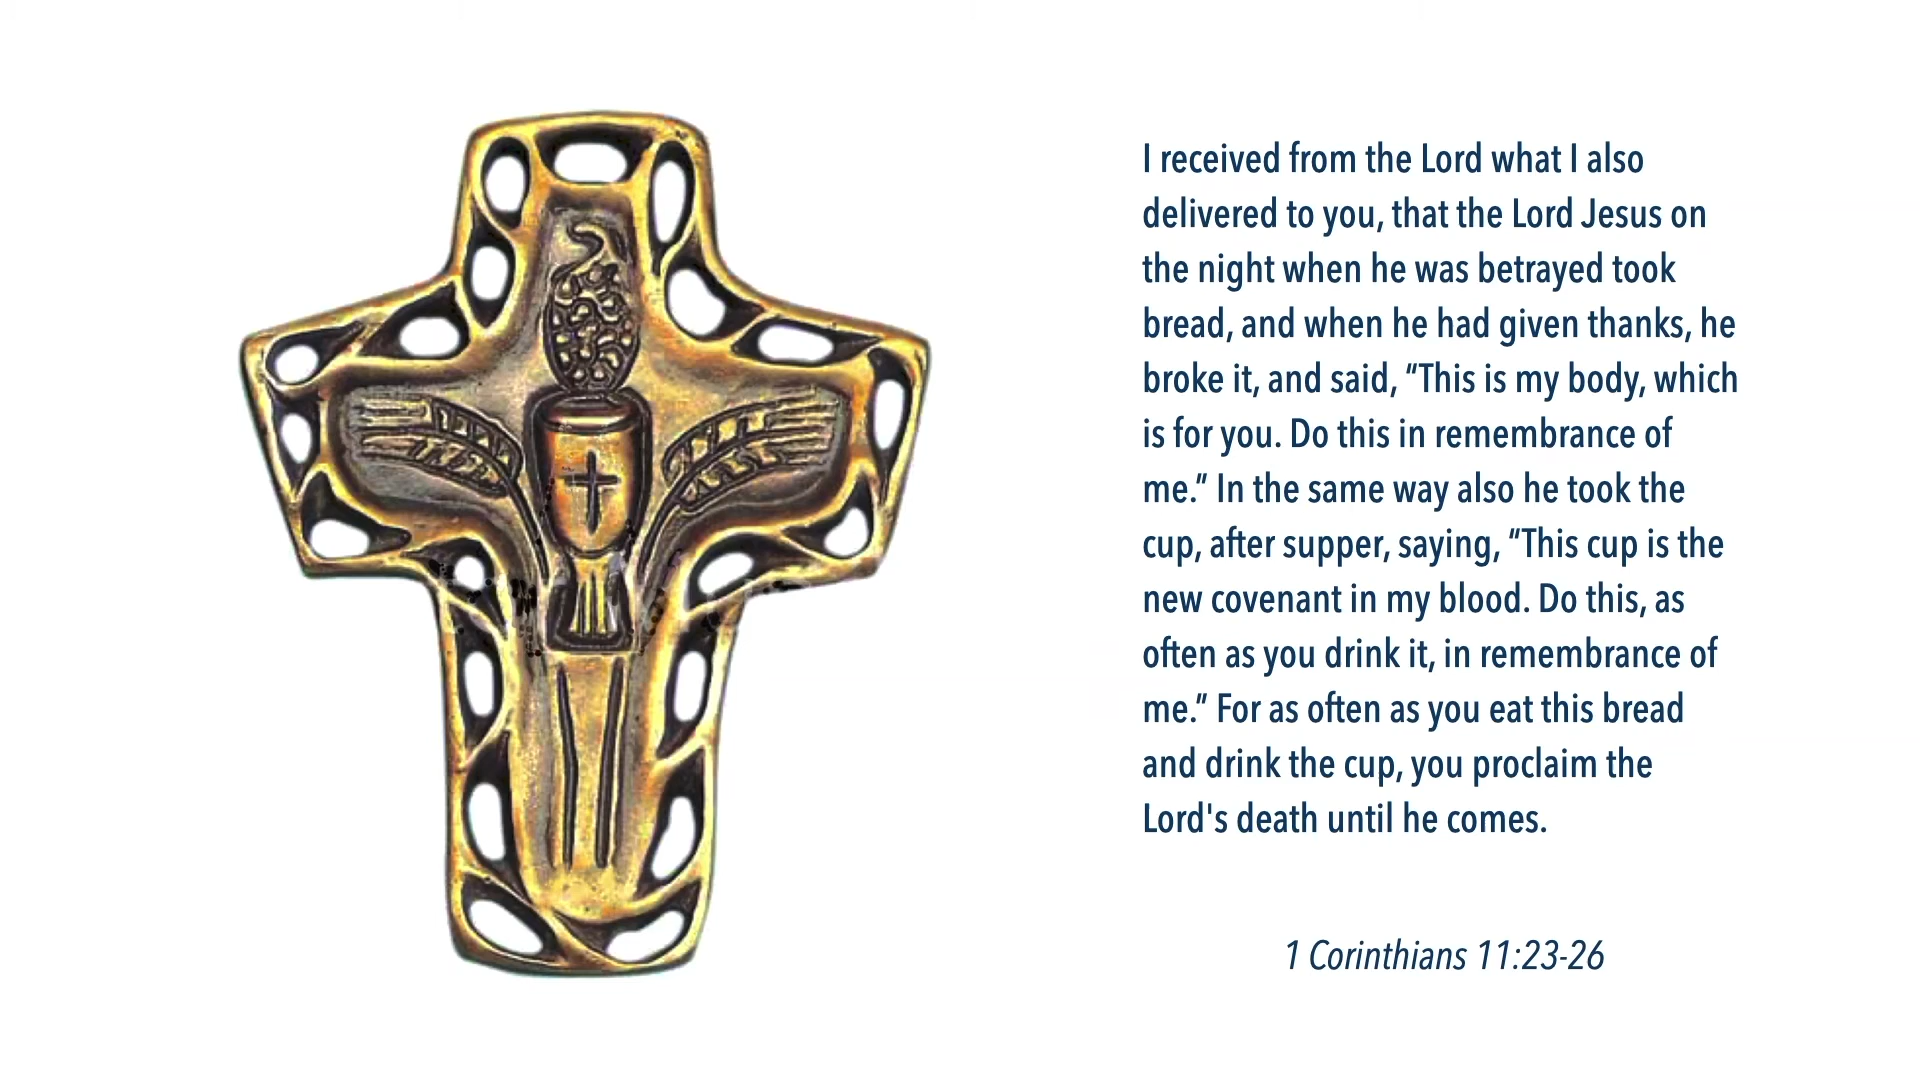 I received from the Lord what I also
delivered to you, that the Lord Jesus on
the night when he was betrayed took
bread, and when he had given thanks, he
broke it, and said, “This is my body, which
is for you. Do this in remembrance of
me.” In the same way also he took the
cup, after supper, saying, “This cup is the
new covenant in my blood. Do this, as
often as you drink it, in remembrance of
me.” For as often as you eat this bread
and drink the cup, you proclaim the
Lord's death until he comes.
1 Corinthians 11:23-26